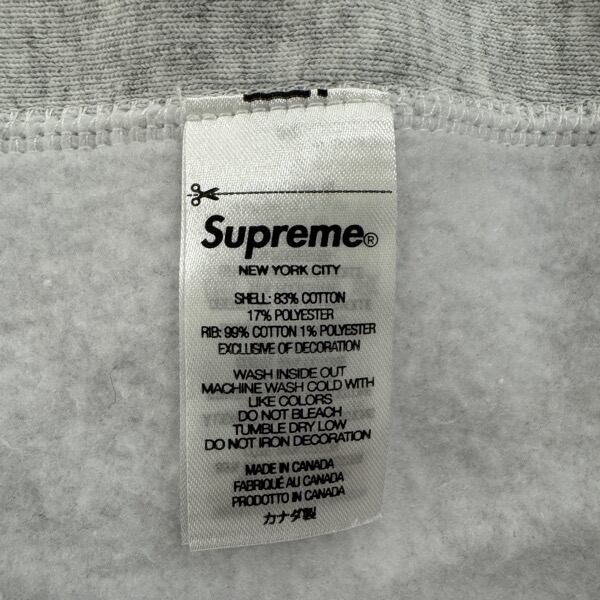 Supreme®
NEW YORK CITY
SHELL: 83% COTTON
17% POLYESTER
RIB: 99% COTTON 1% POLYESTER
EXCLUSIVE OF DECORATION
WASH INSIDE OUT
MACHINE WASH COLD WITH
LIKE COLORS
DO NOT BLEACH
TUMBLE DRY LOW
DO NOT IRON DECORATION
MADE IN CANADA
FABRIQUÉ AU CANADA
PRODOTTO IN CANADA
カナダ製